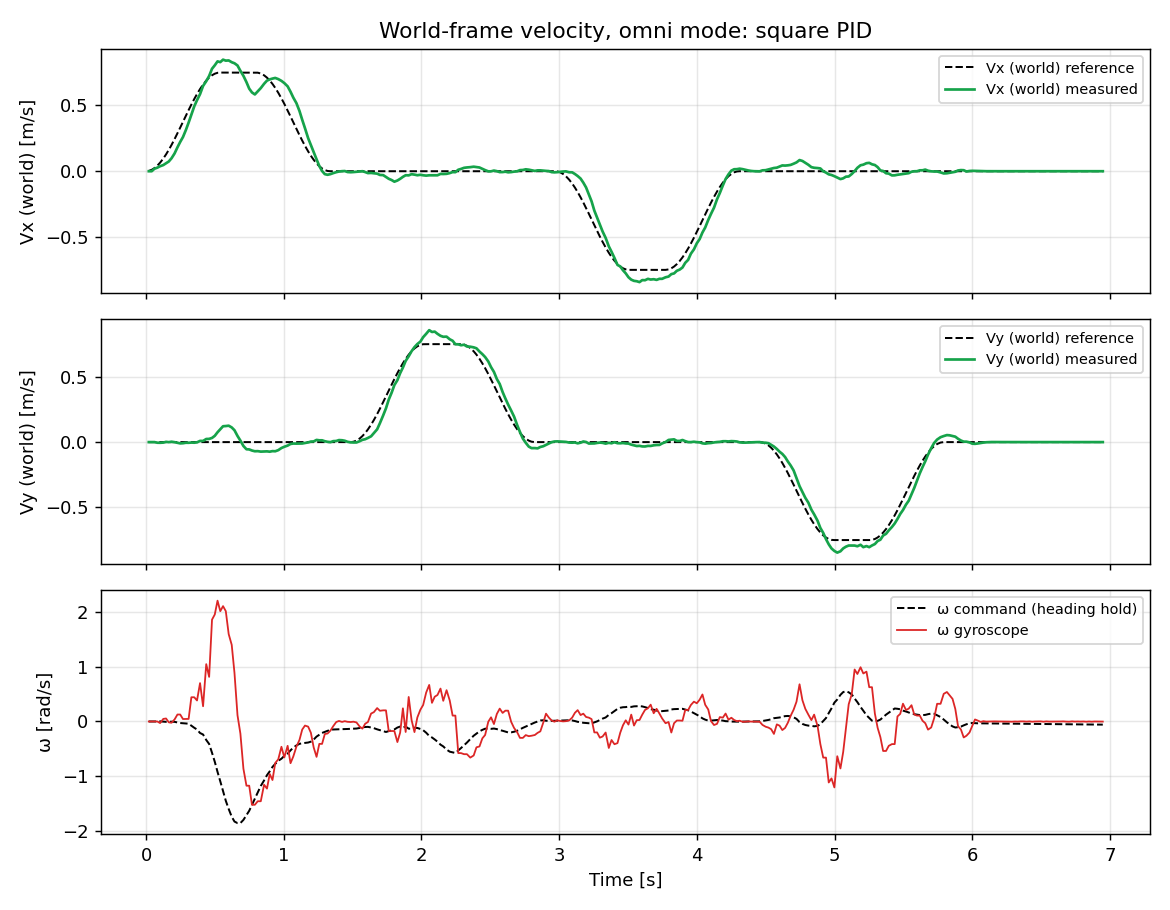 World-frame velocity, omni mode: square PID
Vx (world) [m/s]
0.5
0.0
−0.5
Vx (world) reference
Vx (world) measured
Vy (world) [m/s]
0.5
0.0
−0.5
Vy (world) reference
Vy (world) measured
ω [rad/s]
2
1
0
−1
−2
ω command (heading hold)
ω gyroscope
0 1 2 3 4 5 6 7
Time [s]